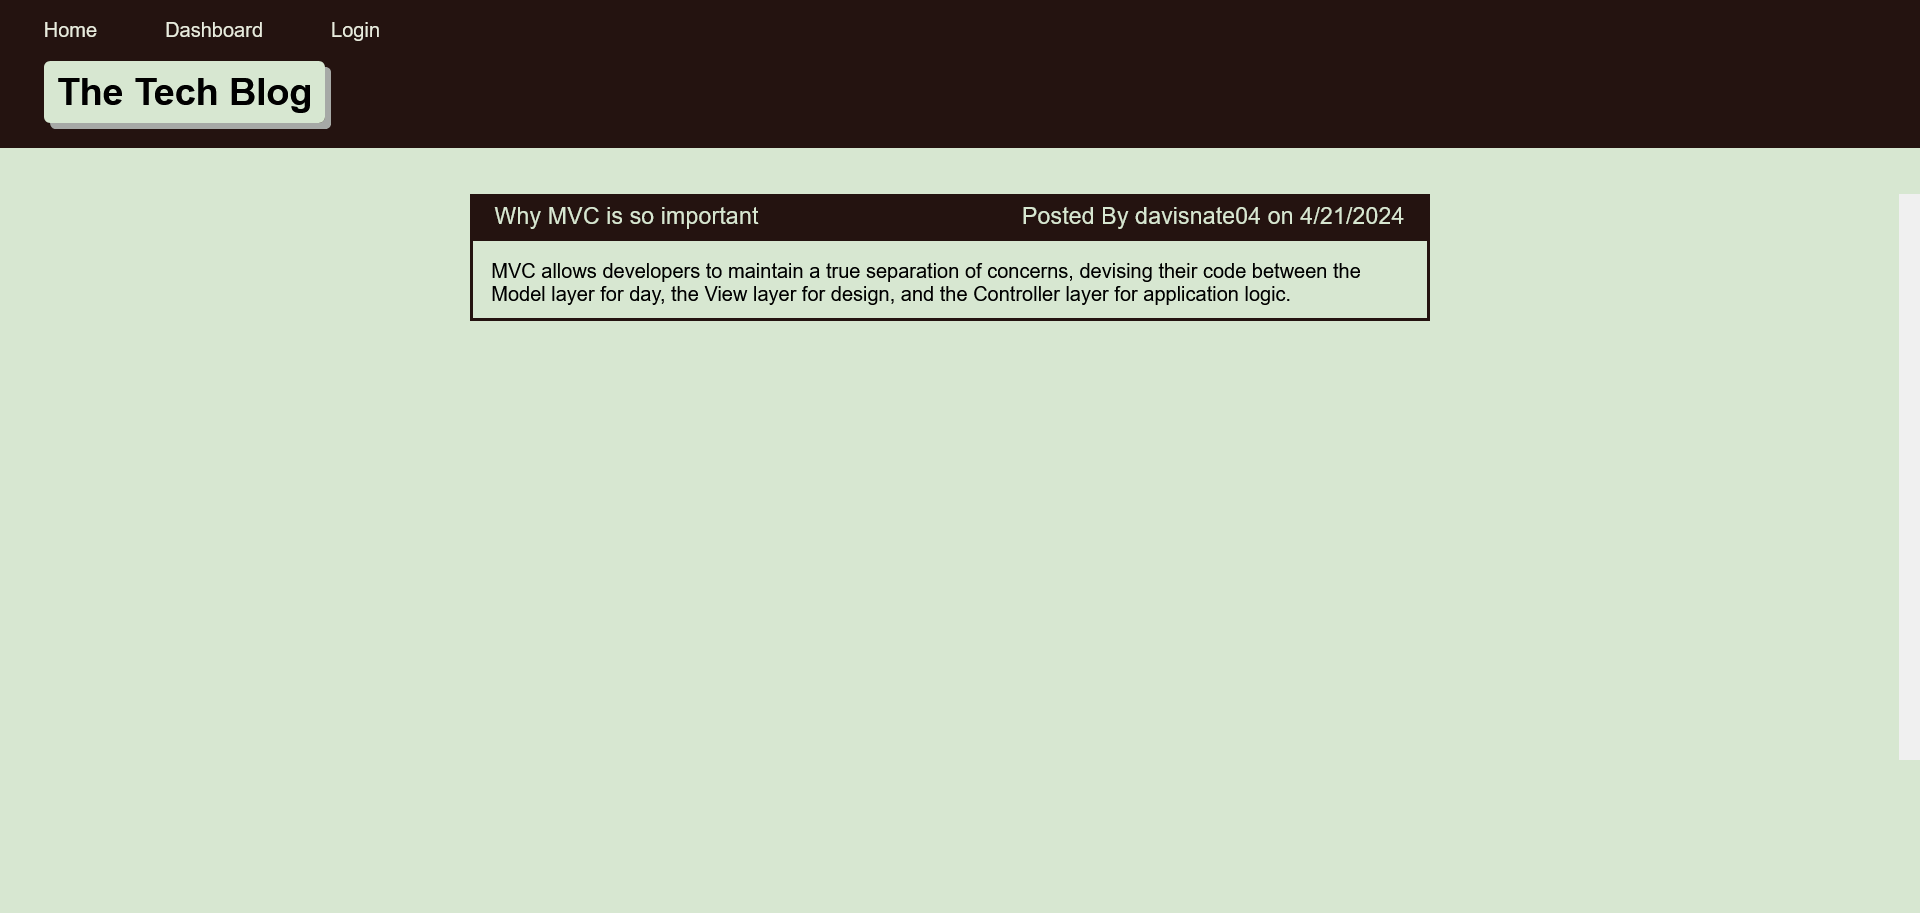 Home Dashboard Login
The Tech Blog
Why MVC is so important Posted By davisnate04 on 4/21/2024
MVC allows developers to maintain a true separation of concerns, devising their code between the
Model layer for day, the View layer for design, and the Controller layer for application logic.